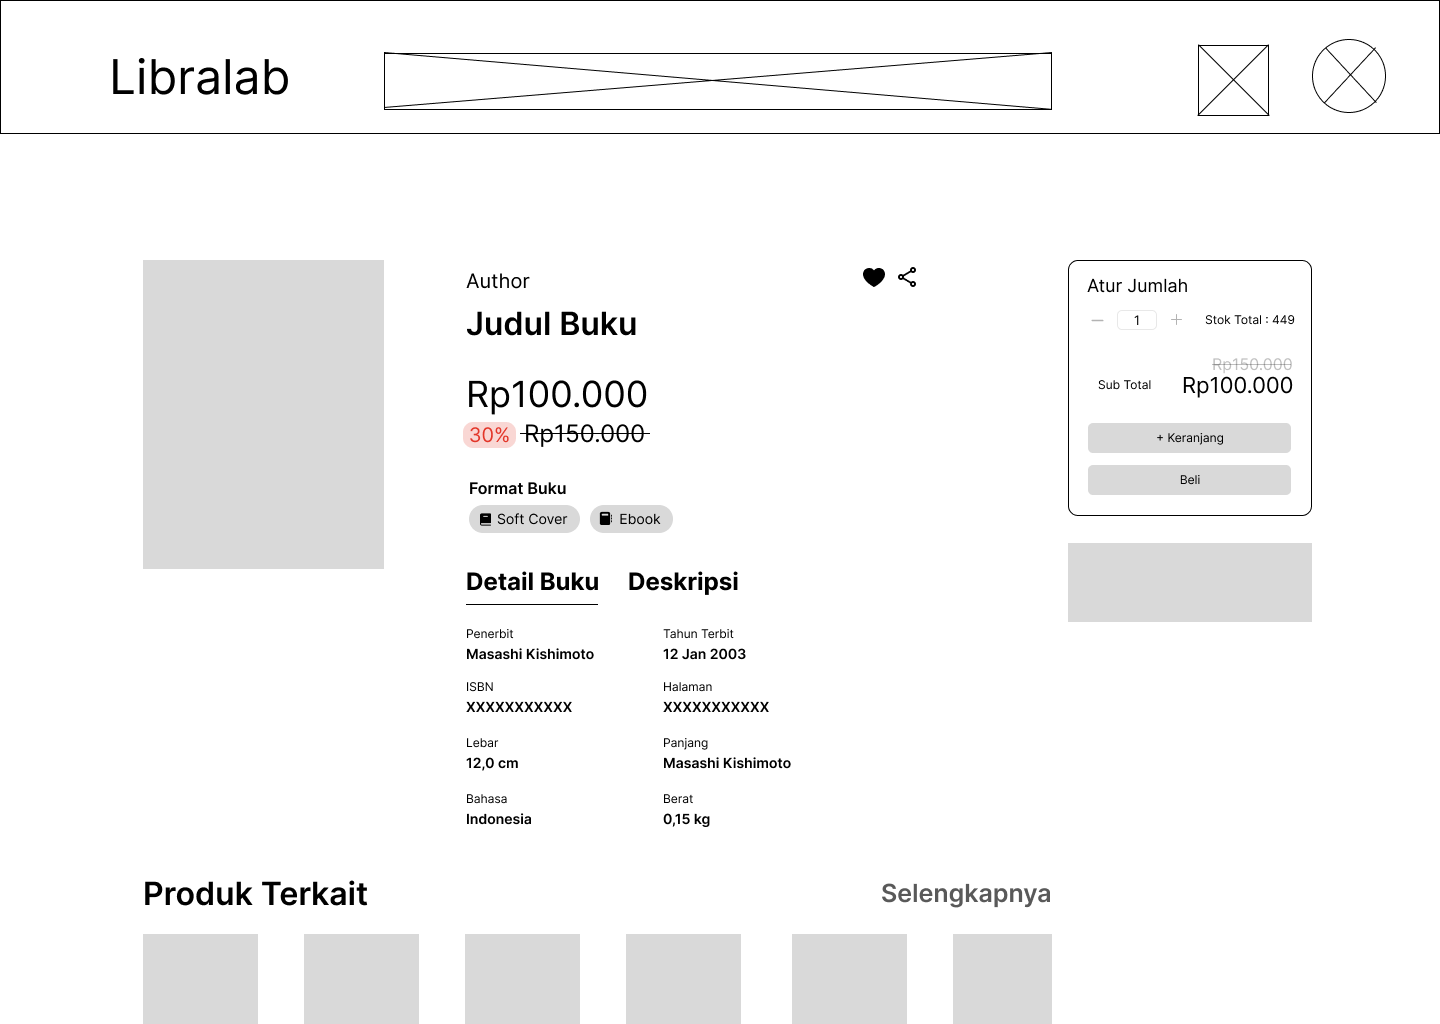 Libralab
Author
Judul Buku
Rp100.000
30% Rp150.000
Format Buku
Soft Cover Ebook
Detail Buku Deskripsi
Penerbit Tahun Terbit
Masashi Kishimoto 12 Jan 2003
ISBN Halaman
XXXXXXXXXXX XXXXXXXXXXX
Lebar Panjang
12,0 cm Masashi Kishimoto
Bahasa Berat
Indonesia 0,15 kg
Atur Jumlah
1 Stok Total : 449
Rp150.000
Sub Total Rp100.000
+ Keranjang
Beli
Produk Terkait Selengkapnya